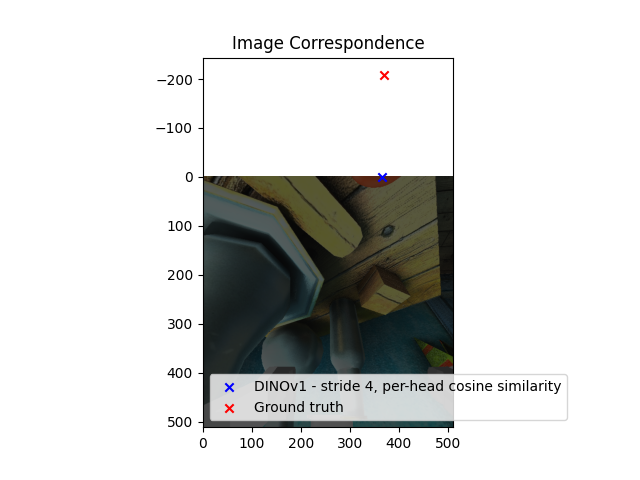 Image Correspondence
−200
−100
0
100
200
300
400
500
0 100 200 300 400 500
DINOv1 - stride 4, per-head cosine similarity
Ground truth